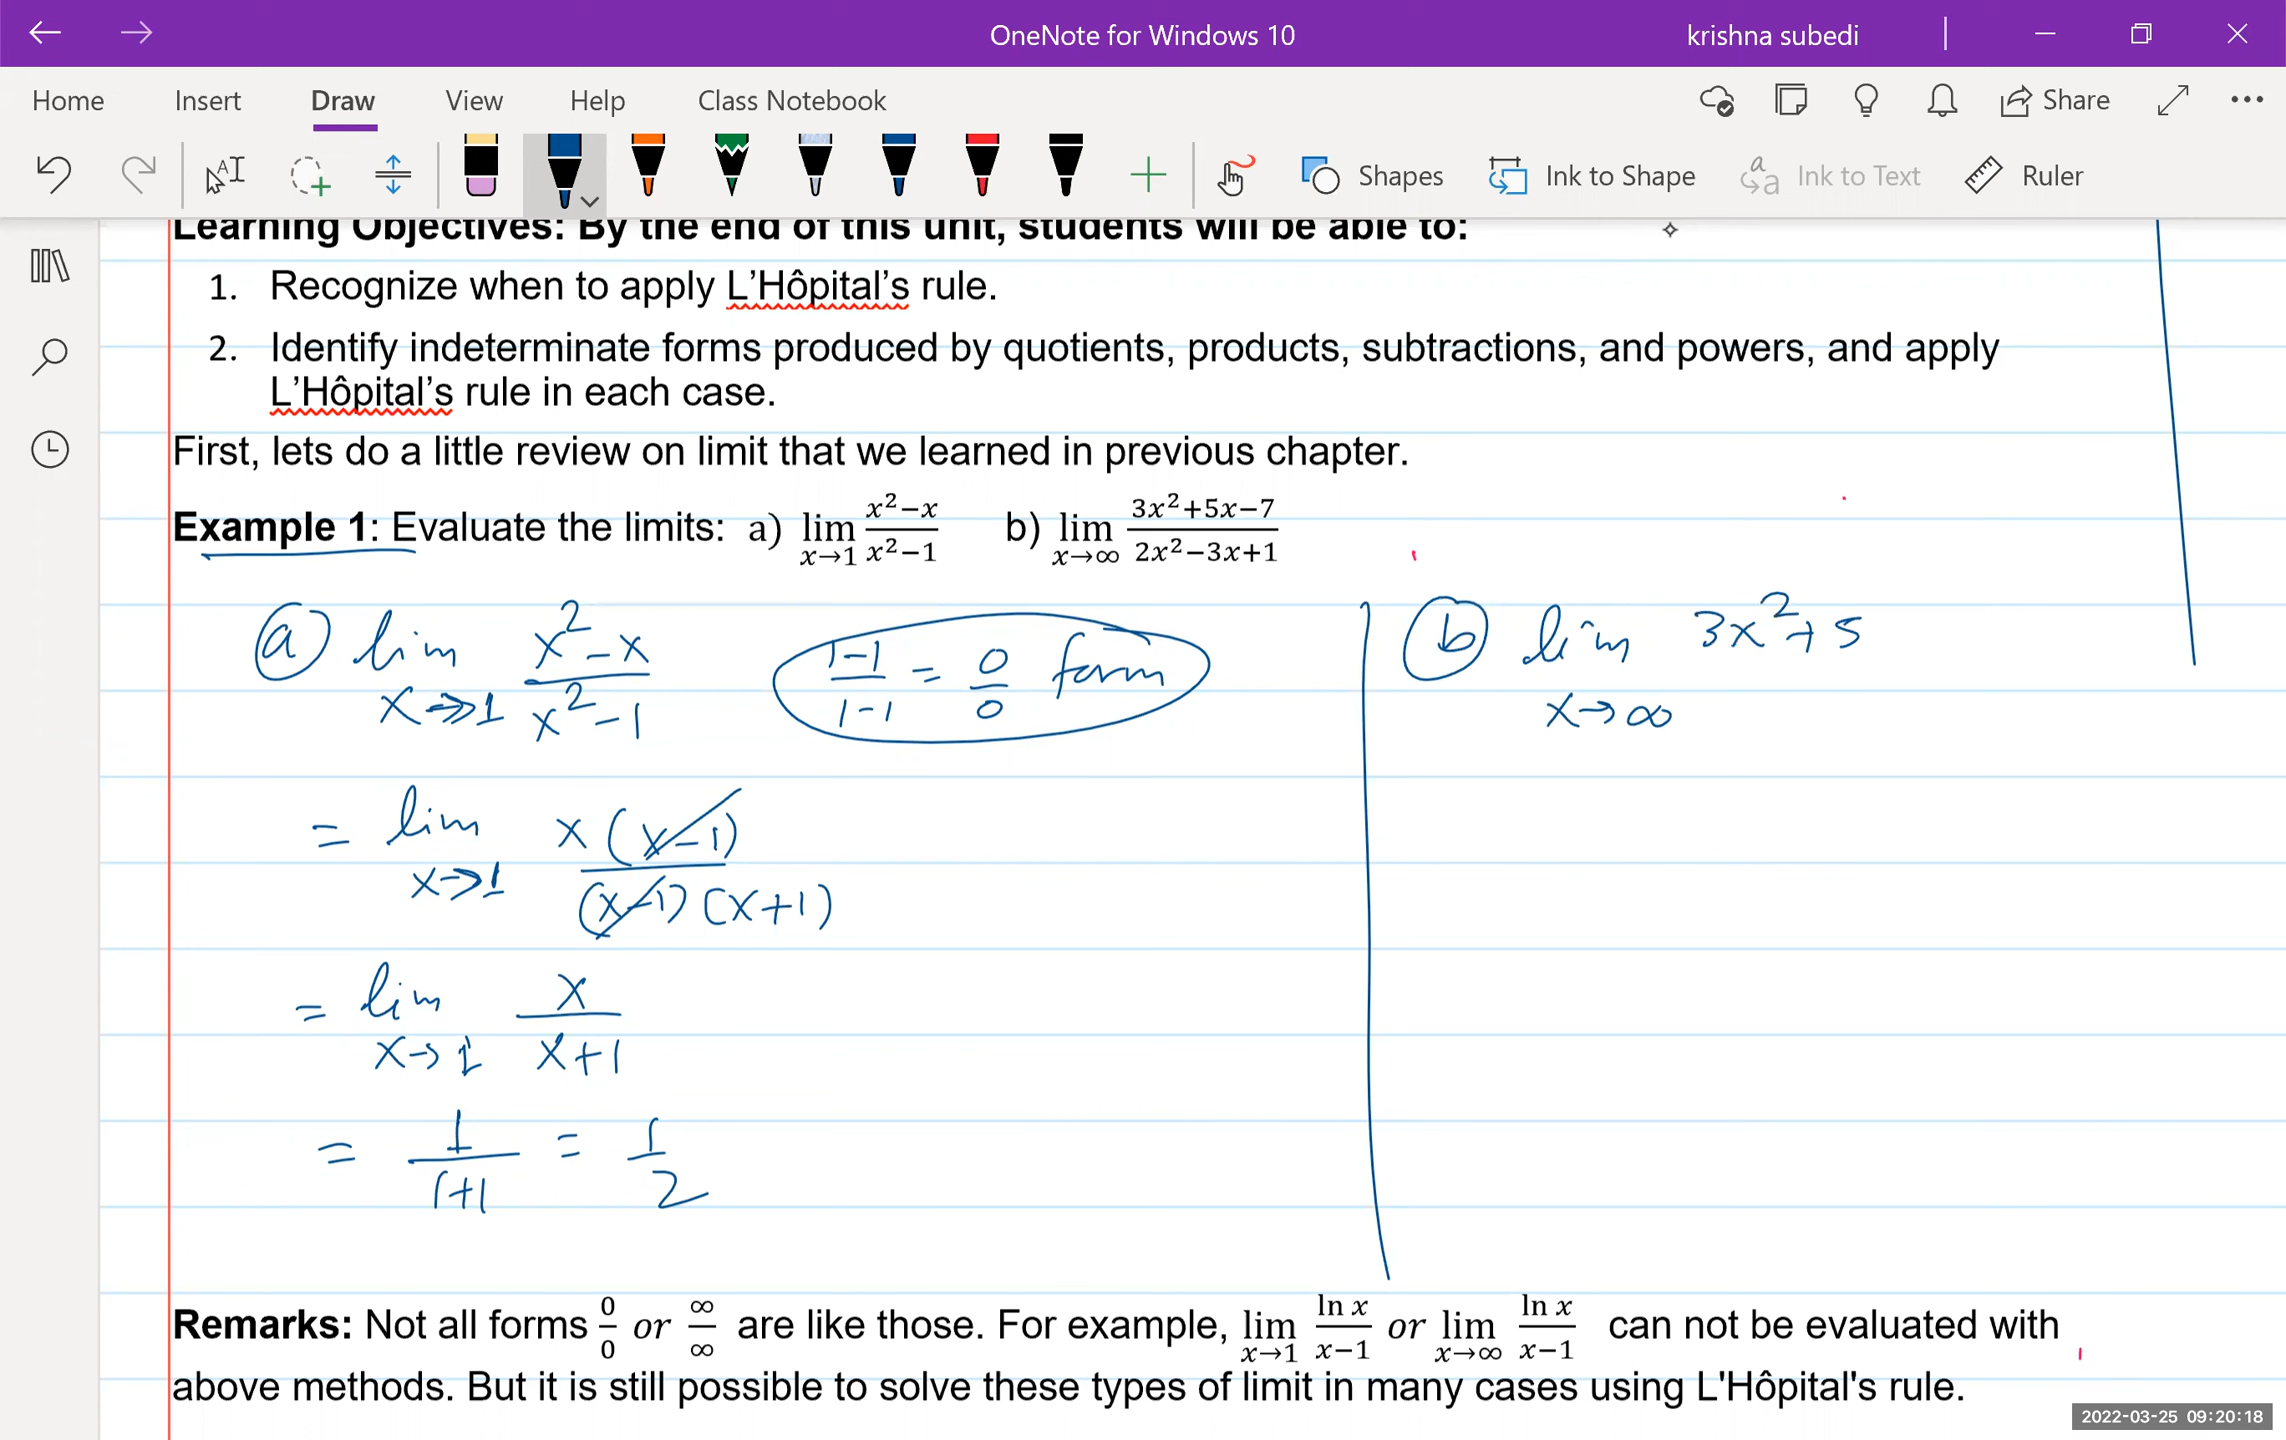 OneNote for Windows 10
krishna subedi
Home Insert Draw View Help Class Notebook Share
Shapes Ink to Shape Ink to Text Ruler
Learning Objectives: By the end of this unit, students will be able to:
1. Recognize when to apply L’Hôpital’s rule.
2. Identify indeterminate forms produced by quotients, products, subtractions, and powers, and apply
L’Hôpital’s rule in each case.
First, lets do a little review on limit that we learned in previous chapter.
Example 1: Evaluate the limits: a) lim x→1 (x²−x)/(x²−1) b) lim x→∞ (3x²+5x−7)/(2x²−3x+1)
(a) lim x→1 (x²−x)/(x²−1) (1−1)/(1−1) = 0/0 form
= lim x→1 x(x−1)/((x−1)(x+1))
= lim x→1 x/(x+1)
= 1/(1+1) = 1/2
(b) lim x→∞ 3x²+5
Remarks: Not all forms 0/0 or ∞/∞ are like those. For example, lim x→1 ln x/(x−1) or lim x→∞ ln x/(x−1) can not be evaluated with
above methods. But it is still possible to solve these types of limit in many cases using L'Hôpital's rule.
2022-03-25 09:20:18